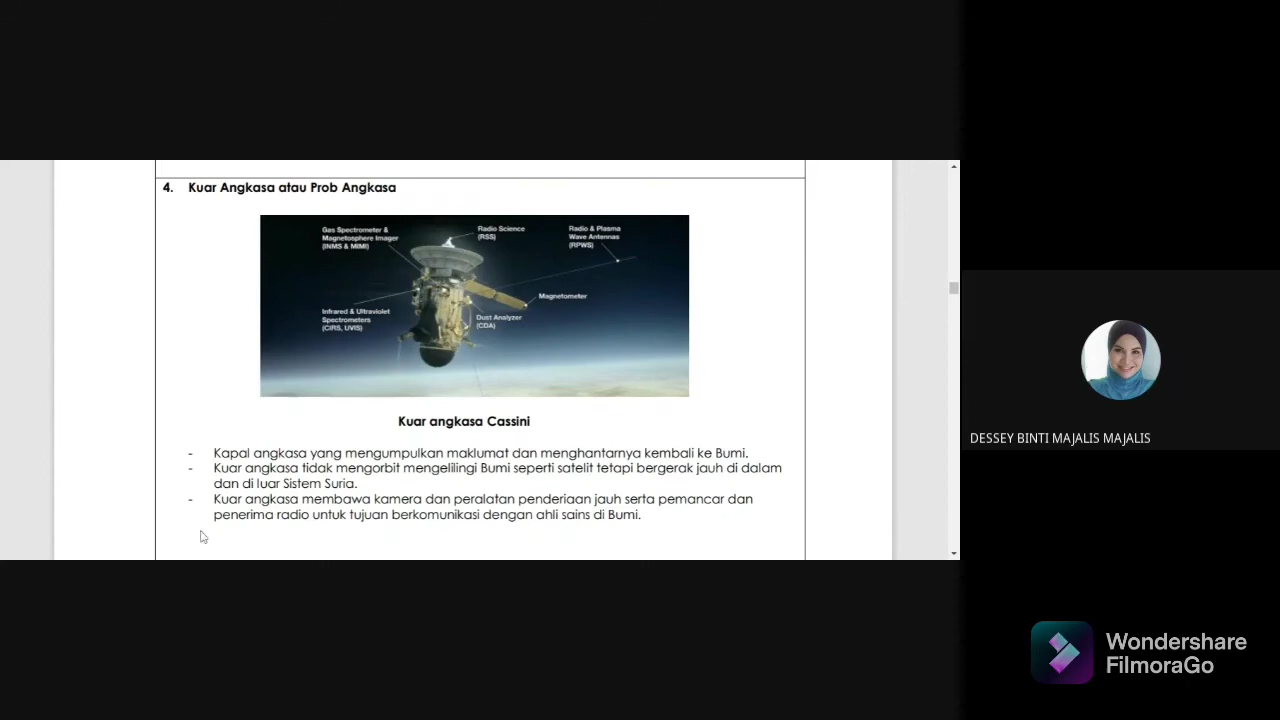 4. Kuar Angkasa atau Prob Angkasa
Gas Spectrometer &
Magnetosphere Imager
(INMS & MIMI)
Radio Science
(RSS)
Radio & Plasma
Wave Antennas
(RPWS)
Magnetometer
Infrared & Ultraviolet
Spectrometers
(CIRS, UVIS)
Dust Analyzer
(CDA)
Kuar angkasa Cassini
- Kapal angkasa yang mengumpulkan maklumat dan menghantarnya kembali ke Bumi.
- Kuar angkasa tidak mengorbit mengelilingi Bumi seperti satelit tetapi bergerak jauh di dalam
dan di luar Sistem Suria.
- Kuar angkasa membawa kamera dan peralatan penderiaan jauh serta pemancar dan
penerima radio untuk tujuan berkomunikasi dengan ahli sains di Bumi.
DESSEY BINTI MAJALIS MAJALIS
Wondershare
FilmoraGo